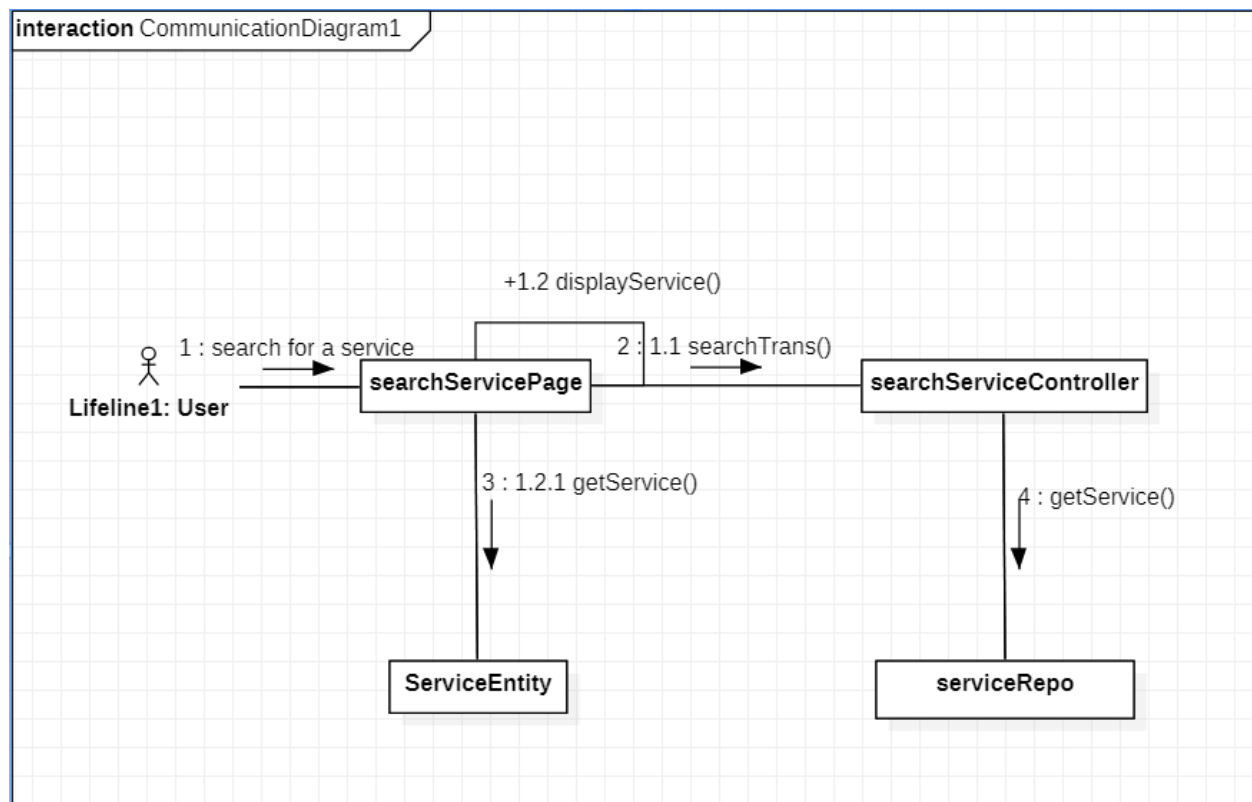 interaction CommunicationDiagram1
+1.2 displayService()
1 : search for a service
2 : 1.1 searchTrans()
searchServicePage
searchServiceController
Lifeline1: User
3 : 1.2.1 getService()
4 : getService()
ServiceEntity
serviceRepo